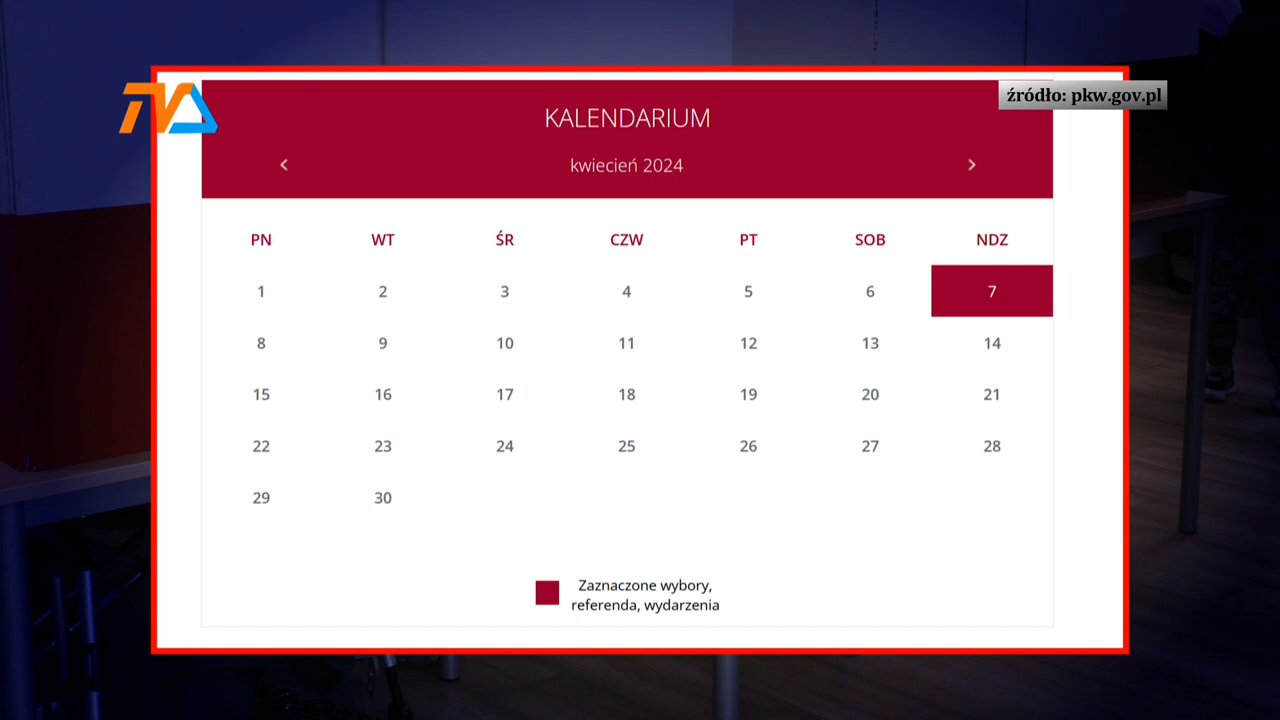 TVA
źródło: pkw.gov.pl
KALENDARIUM
kwiecień 2024
PN WT ŚR CZW PT SOB NDZ
1 2 3 4 5 6 7
8 9 10 11 12 13 14
15 16 17 18 19 20 21
22 23 24 25 26 27 28
29 30
Zaznaczone wybory,
referenda, wydarzenia